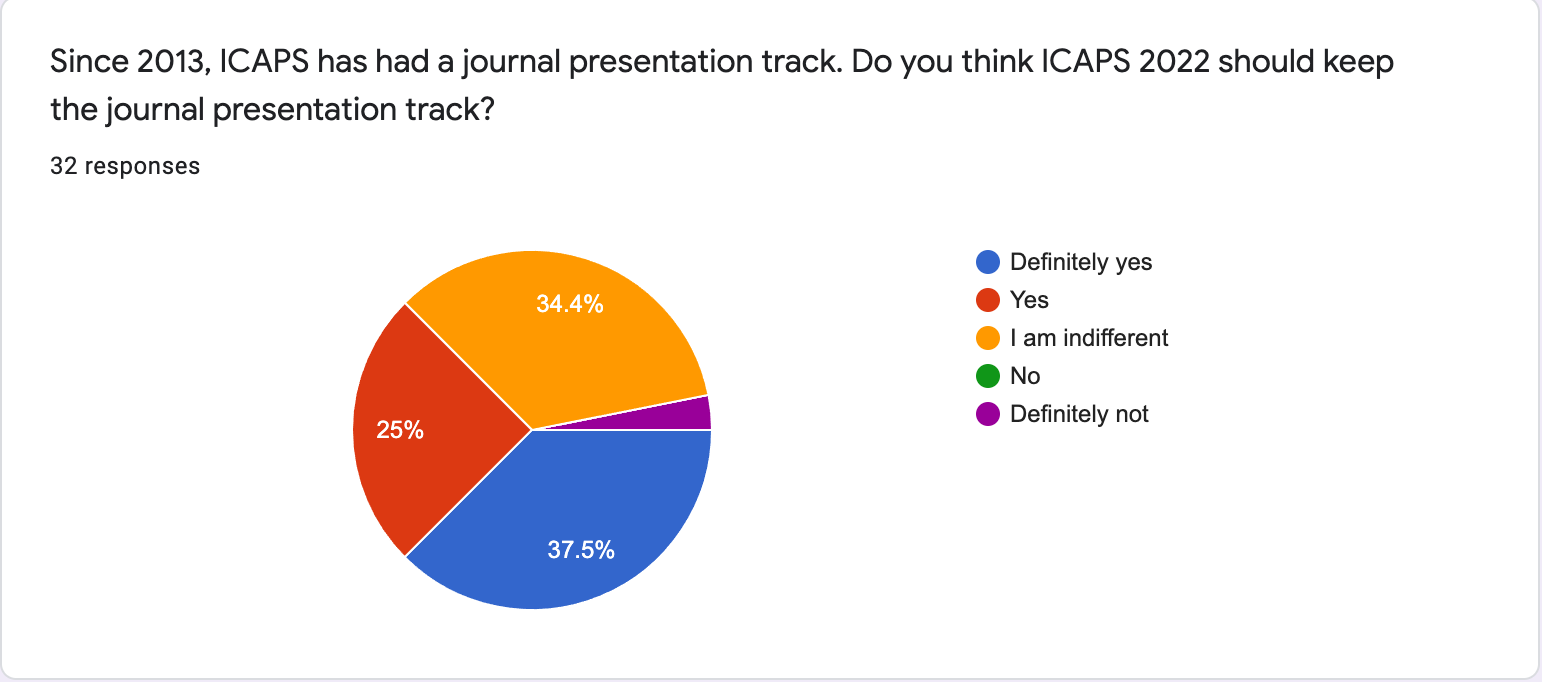 Since 2013, ICAPS has had a journal presentation track. Do you think ICAPS 2022 should keep
the journal presentation track?
32 responses
34.4%
25%
37.5%
Definitely yes
Yes
I am indifferent
No
Definitely not